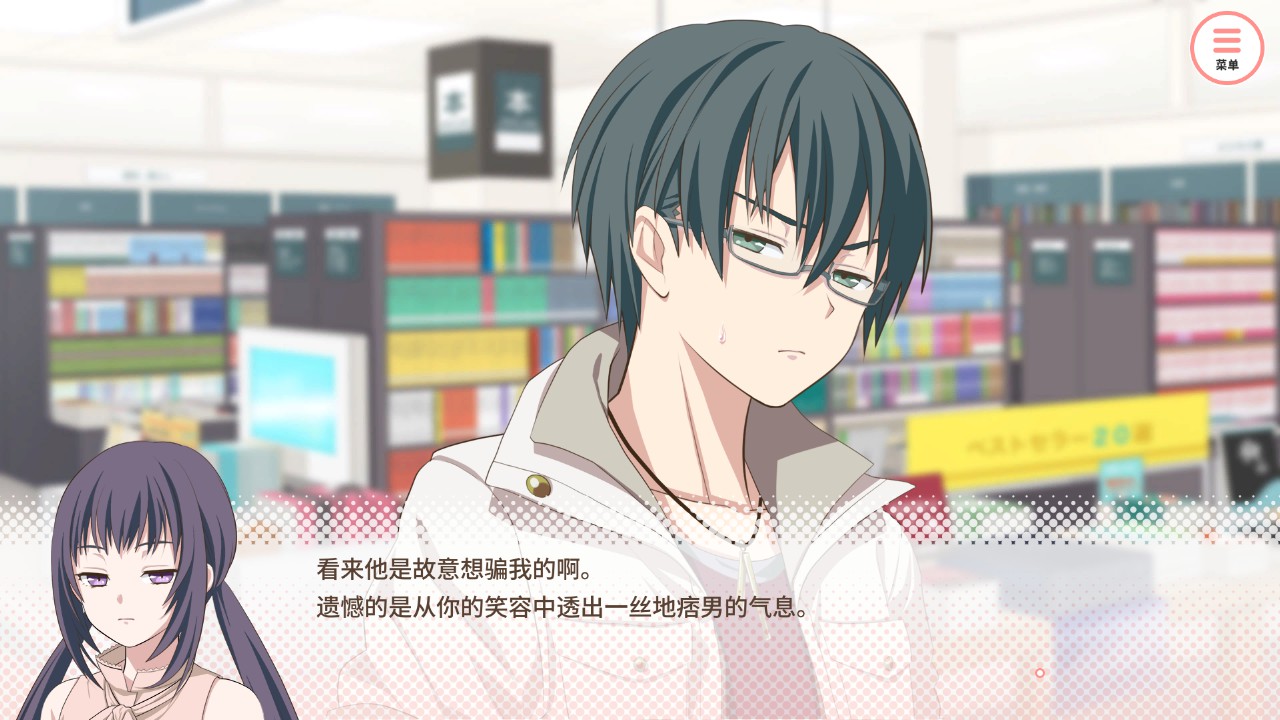 菜单
本 本
ベストセラー20選
看来他是故意想骗我的啊。
遗憾的是从你的笑容中透出一丝地痞男的气息。